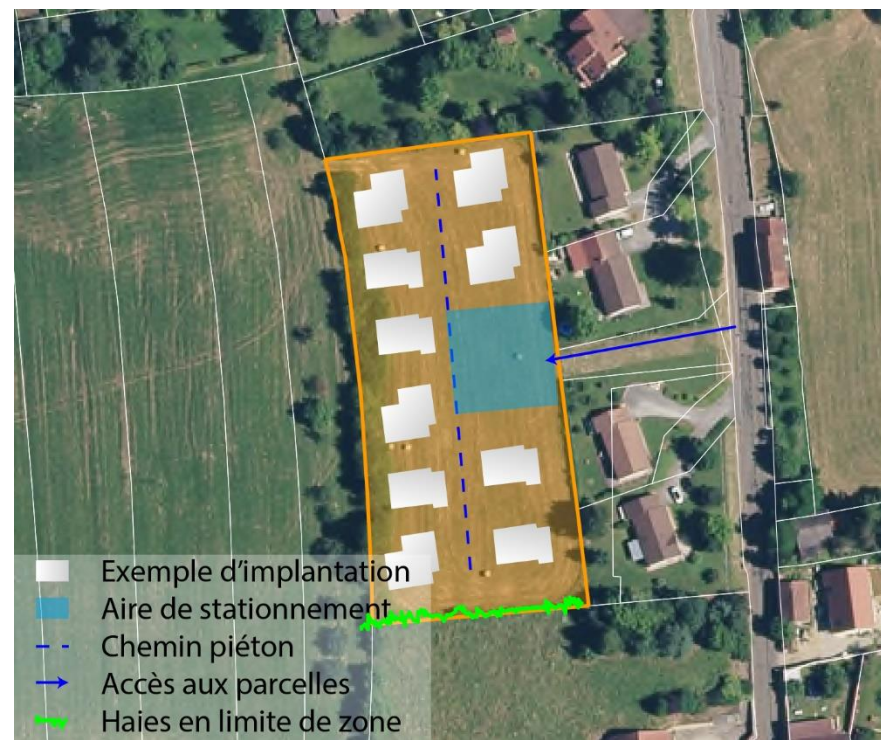 Exemple d'implantation
Aire de stationnement
Chemin piéton
Accès aux parcelles
Haies en limite de zone